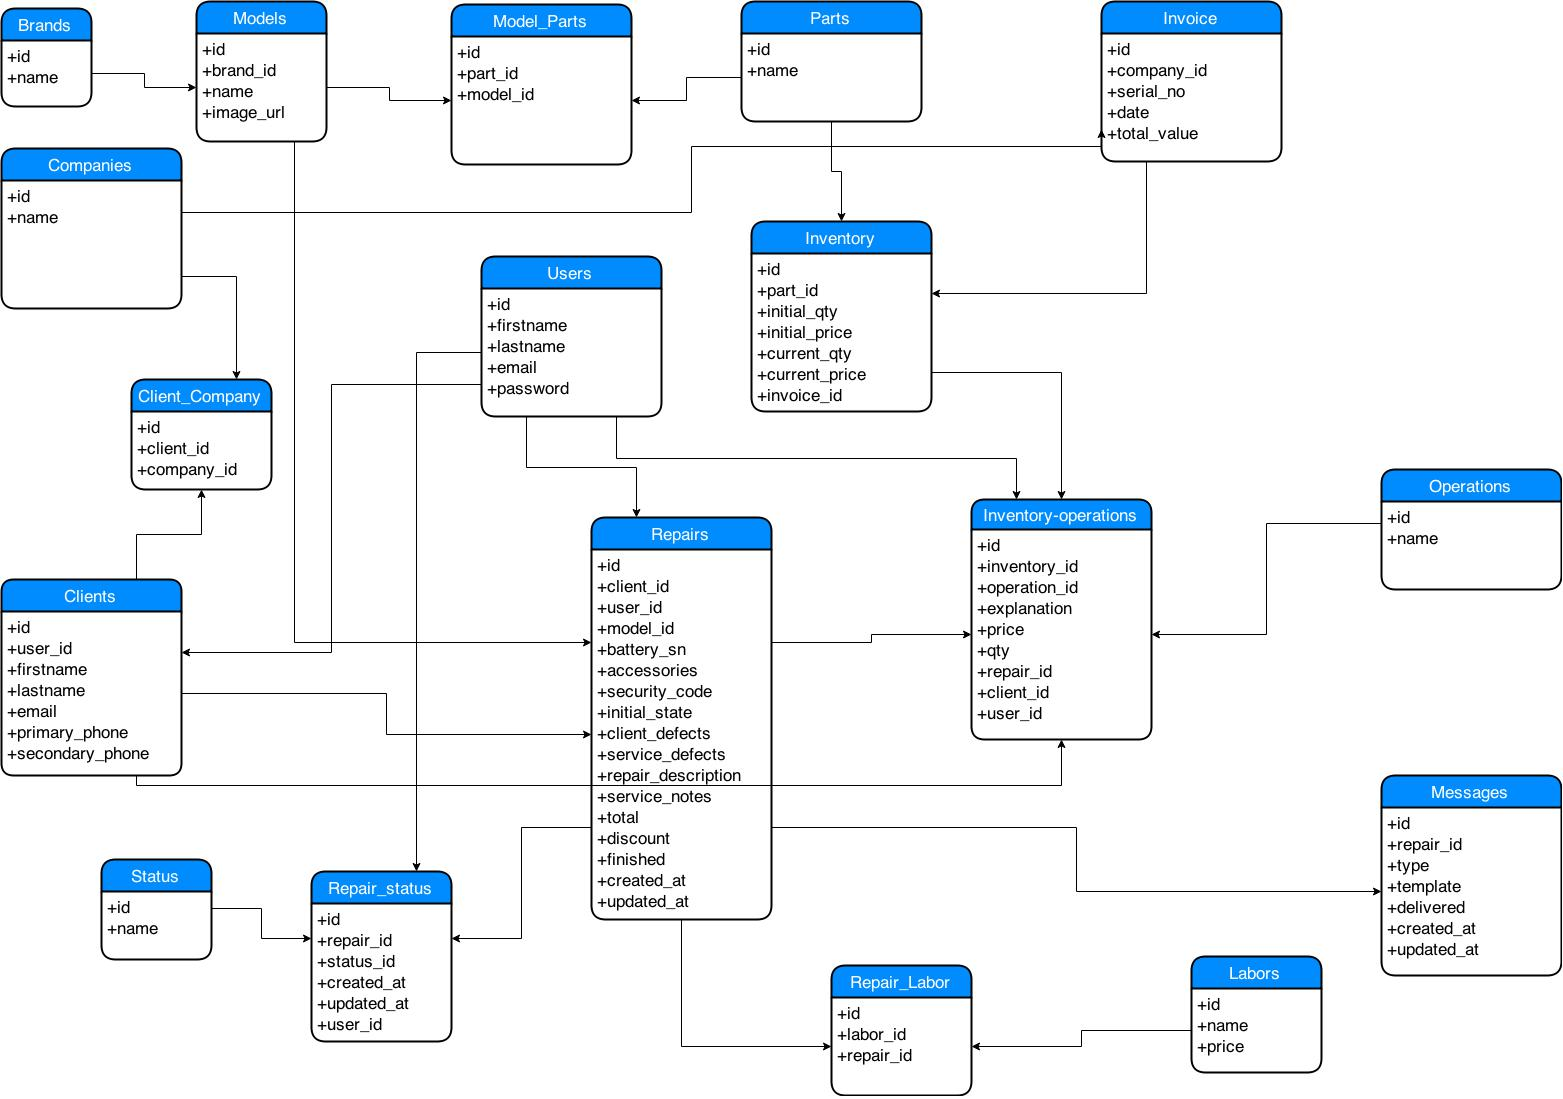 Brands
+id
+name
Models
+id
+brand_id
+name
+image_url
Model_Parts
+id
+part_id
+model_id
Parts
+id
+name
Invoice
+id
+company_id
+serial_no
+date
+total_value
Companies
+id
+name
Users
+id
+firstname
+lastname
+email
+password
Inventory
+id
+part_id
+initial_qty
+initial_price
+current_qty
+current_price
+invoice_id
Client_Company
+id
+client_id
+company_id
Clients
+id
+user_id
+firstname
+lastname
+email
+primary_phone
+secondary_phone
Repairs
+id
+client_id
+user_id
+model_id
+battery_sn
+accessories
+security_code
+initial_state
+client_defects
+service_defects
+repair_description
+service_notes
+total
+discount
+finished
+created_at
+updated_at
Inventory-operations
+id
+inventory_id
+operation_id
+explanation
+price
+qty
+repair_id
+client_id
+user_id
Operations
+id
+name
Messages
+id
+repair_id
+type
+template
+delivered
+created_at
+updated_at
Status
+id
+name
Repair_status
+id
+repair_id
+status_id
+created_at
+updated_at
+user_id
Repair_Labor
+id
+labor_id
+repair_id
Labors
+id
+name
+price